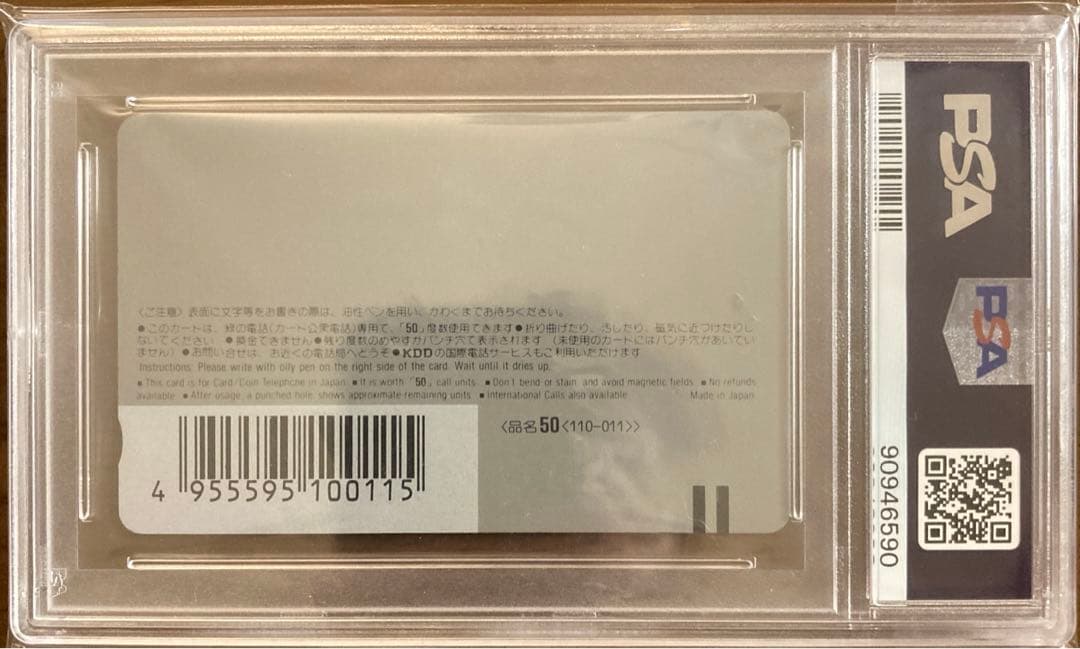 〈ご注意〉表面に文字等をお書きの際は、油性ペンを用い、かわくまでお待ちください。
●このカードは、緑の電話(カード公衆電話)専用で、「50」度数使用できます●折り曲げたり、汚したり、磁気に近づけたりし
ないでください ●換金できません●残り度数のめやすがパンチ穴で表示されます (未使用のカードにはパンチ穴があいてい
ません)●お問い合せは、お近くの電話局へどうぞ●KDDの国際電話サービスもご利用いただけます
Instructions: Please write with oily pen on the right side of the card. Wait until it dries up.
■This card is for Card/Coin Telephone in Japan. ■It is worth「50」call units. ■Don't bend or stain, and avoid magnetic fields. ■No refunds
available. ■After usage, a punched hole, shows approximate remaining units. ■International Calls also available. Made in Japan
〈品名50<110-011>〉
4 955595 100115
PSA
PSA
90946590